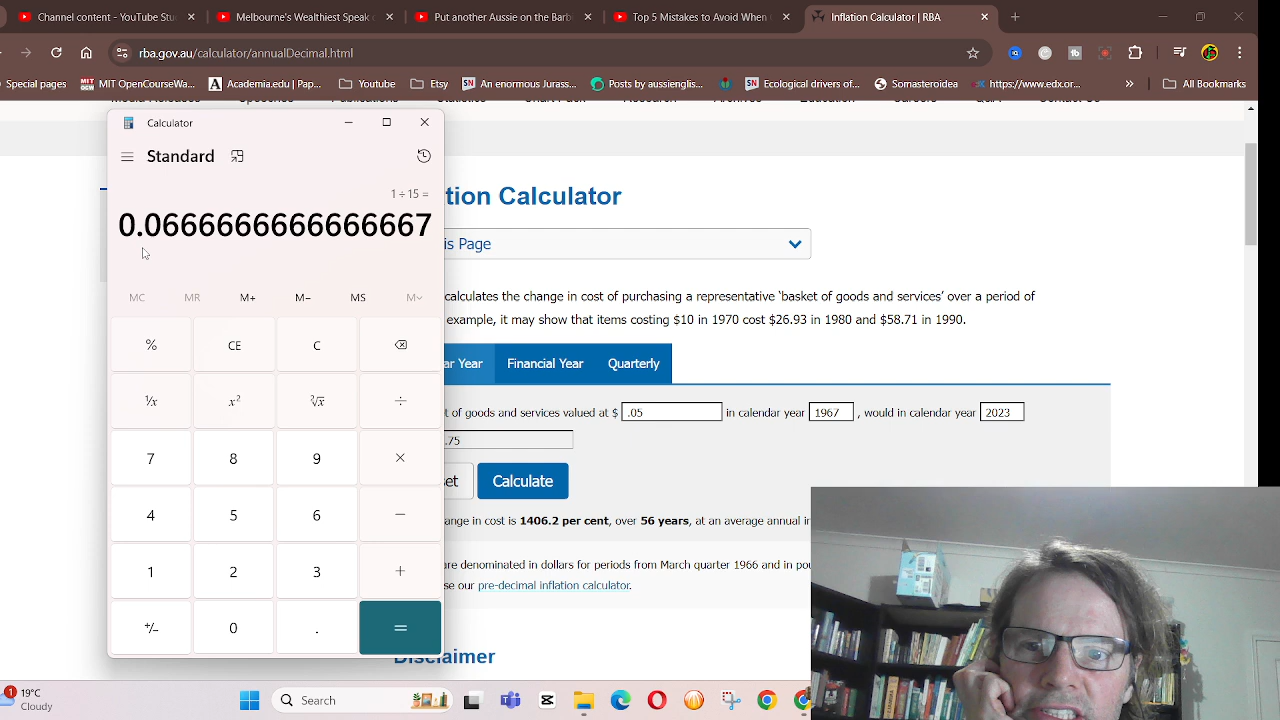 Content channel - YouTube Stu
Melbourne's Wealthiest Speak o
Put another Aussie on the Barb
Top 5 Mistakes to Avoid When
Inflation Calculator | RBA
rba.gov.au/calculator/annualDecimal.html
Special pages
MIT OpenCourseWa...
Academia.edu | Pap...
Youtube
Etsy
An enormous Jurass...
Posts by aussienglis...
Ecological drivers of...
Somasteroidea
https://www.edx.or...
»
All Bookmarks
Calculator
Standard
1 ÷ 15 =
0.0666666666666667
MC MR M+ M− MS M˅
% CE C
⅟x x² ²√x ÷
7 8 9 ×
4 5 6 −
1 2 3 +
+/− 0 . =
tion Calculator
is Page
calculates the change in cost of purchasing a representative 'basket of goods and services' over a period of
example, it may show that items costing $10 in 1970 cost $26.93 in 1980 and $58.71 in 1990.
ar Year Financial Year Quarterly
t of goods and services valued at $ .05 in calendar year 1967 , would in calendar year 2023
.75
et Calculate
nge in cost is 1406.2 per cent, over 56 years, at an average annual in
re denominated in dollars for periods from March quarter 1966 and in pou
se our pre-decimal inflation calculator.
Disclaimer
1
19°C
Cloudy
Search